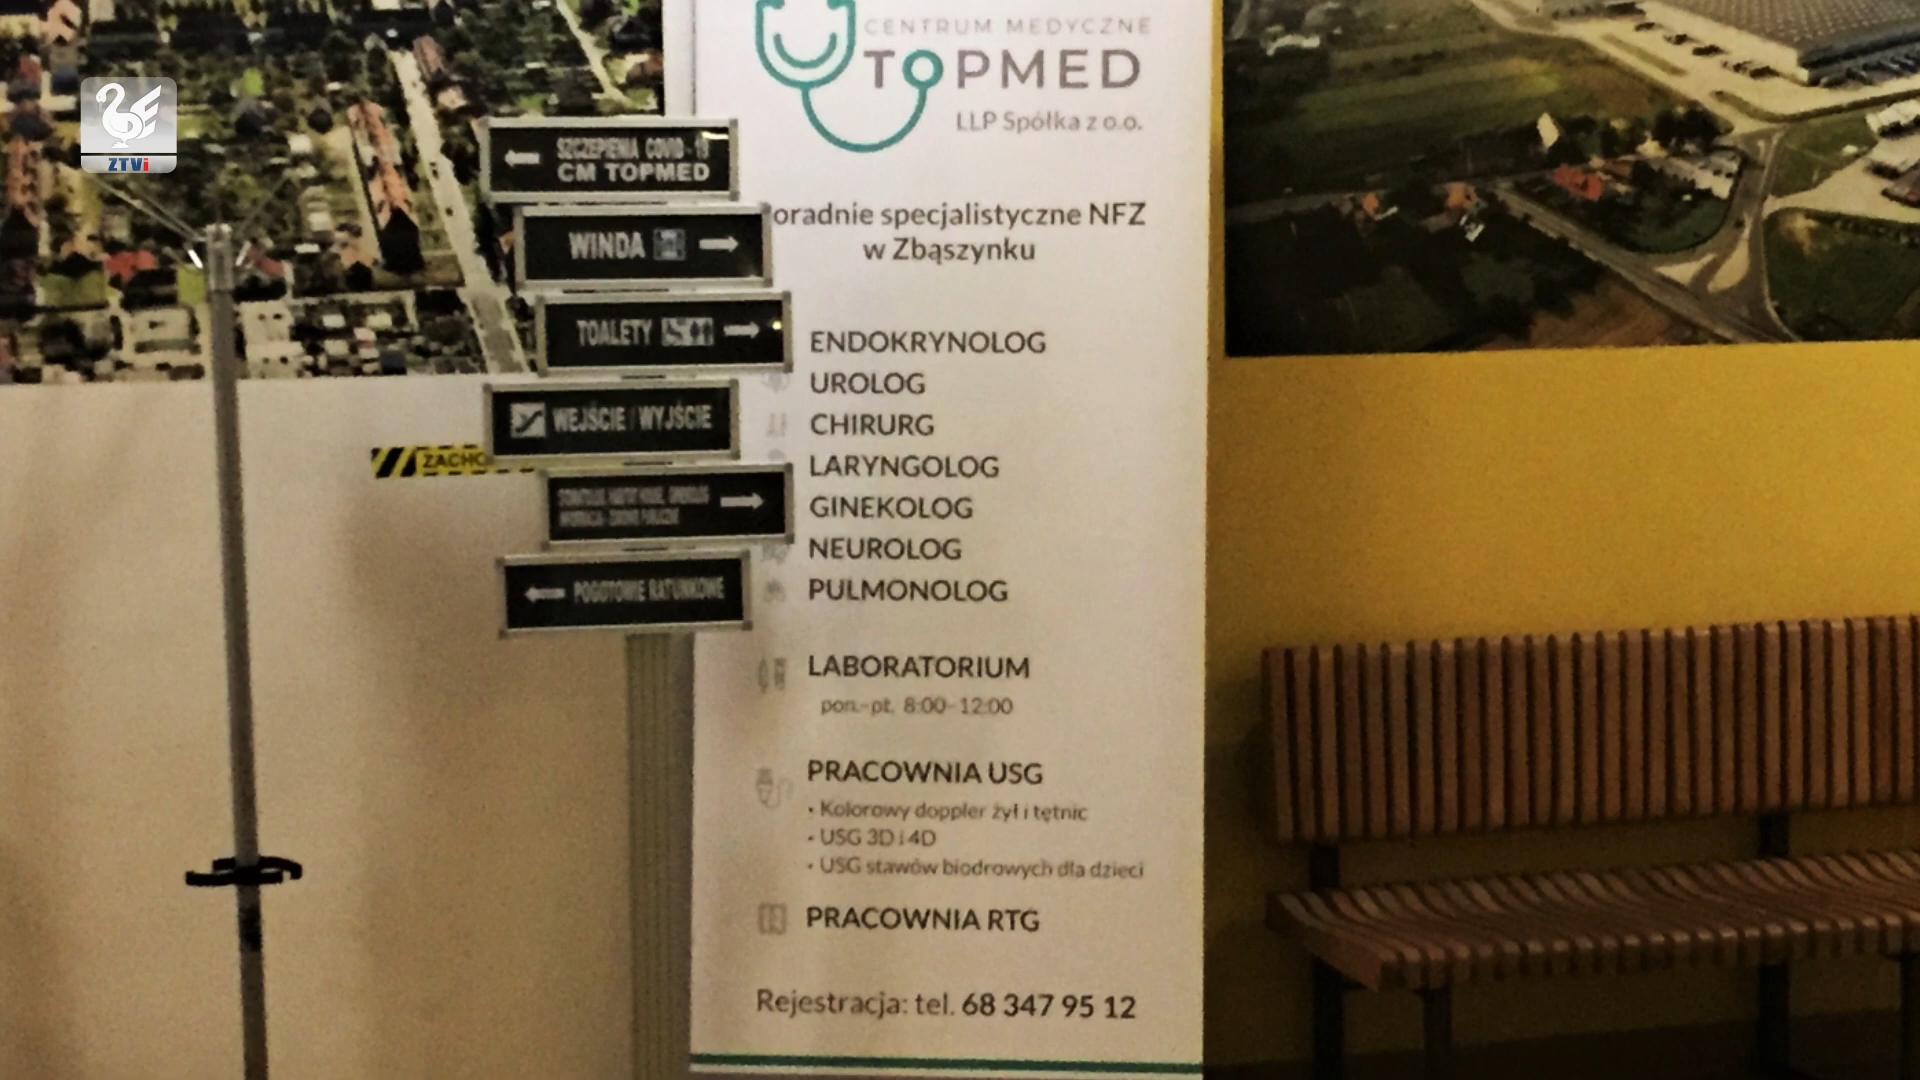 ZTVi
CENTRUM MEDYCZNE
TOPMED
LLP Spółka z o.o.
SZCZEPIENIA COVID-19
CM TOPMED
WINDA
TOALETY
WEJŚCIE / WYJŚCIE
ZACHO
POGOTOWIE RATUNKOWE
oradnie specjalistyczne NFZ
w Zbąszynku
ENDOKRYNOLOG
UROLOG
CHIRURG
LARYNGOLOG
GINEKOLOG
NEUROLOG
PULMONOLOG
LABORATORIUM
pon.-pt. 8:00-12:00
PRACOWNIA USG
• Kolorowy doppler żył i tętnic
• USG 3D i 4D
• USG stawów biodrowych dla dzieci
PRACOWNIA RTG
Rejestracja: tel. 68 347 95 12